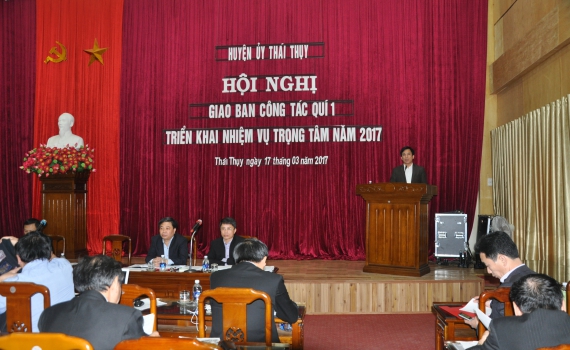 HUYỆN ỦY THÁI THỤY
HỘI NGHỊ
GIAO BAN CÔNG TÁC QUÍ 1
TRIỂN KHAI NHIỆM VỤ TRỌNG TÂM NĂM 2017
Thái Thụy ngày 17 tháng 03 năm 2017